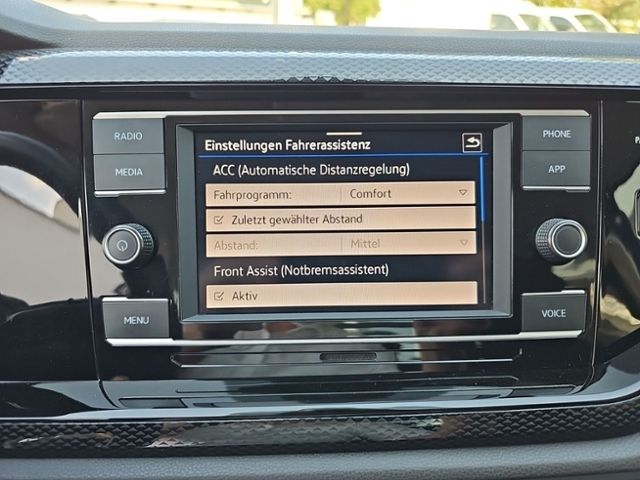 RADIO
MEDIA
MENU
Einstellungen Fahrerassistenz
ACC (Automatische Distanzregelung)
Fahrprogramm: Comfort
Zuletzt gewählter Abstand
Abstand: Mittel
Front Assist (Notbremsassistent)
Aktiv
PHONE
APP
VOICE